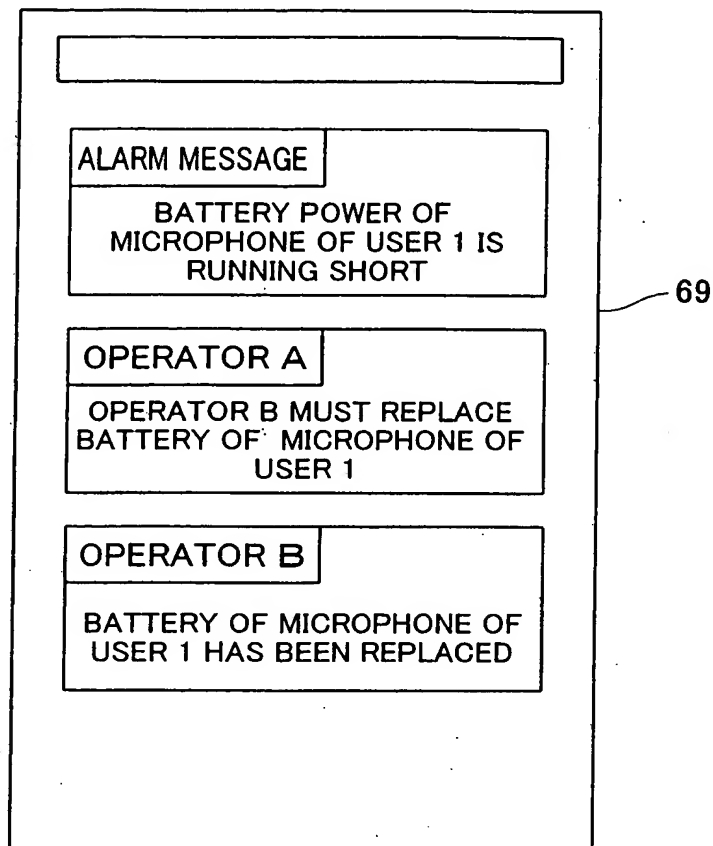 ALARM MESSAGE
BATTERY POWER OF
MICROPHONE OF USER 1 IS
RUNNING SHORT
69
OPERATOR A
OPERATOR B MUST REPLACE
BATTERY OF MICROPHONE OF
USER 1
OPERATOR B
BATTERY OF MICROPHONE OF
USER 1 HAS BEEN REPLACED